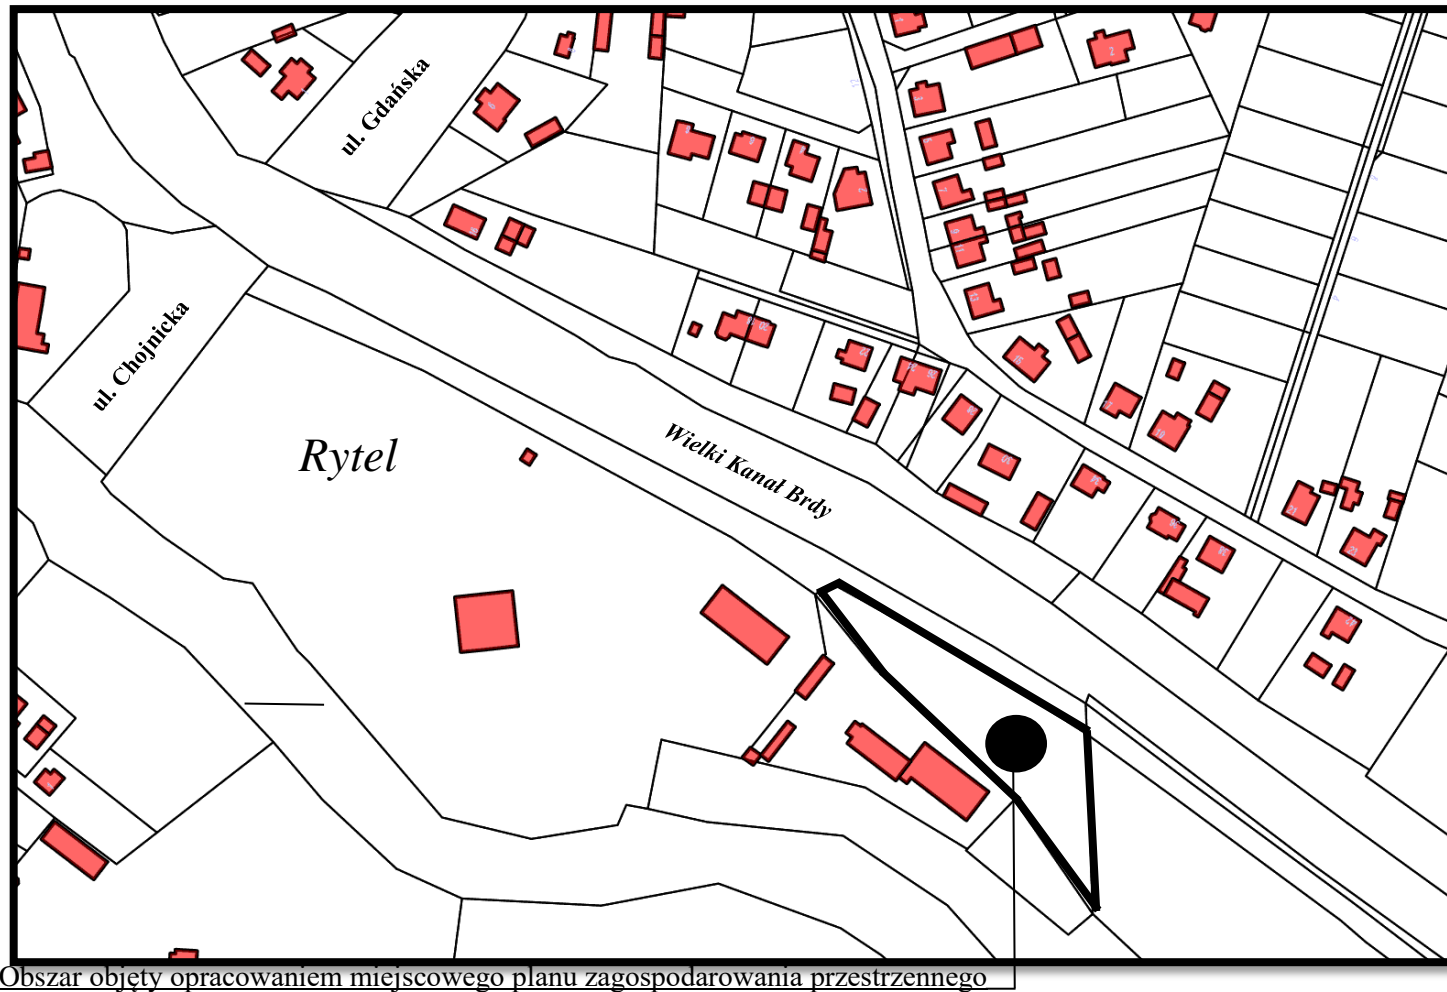 ul. Gdańska
ul. Chojnicka
Rytel
Wielki Kanał Brdy
Obszar objęty opracowaniem miejscowego planu zagospodarowania przestrzennego